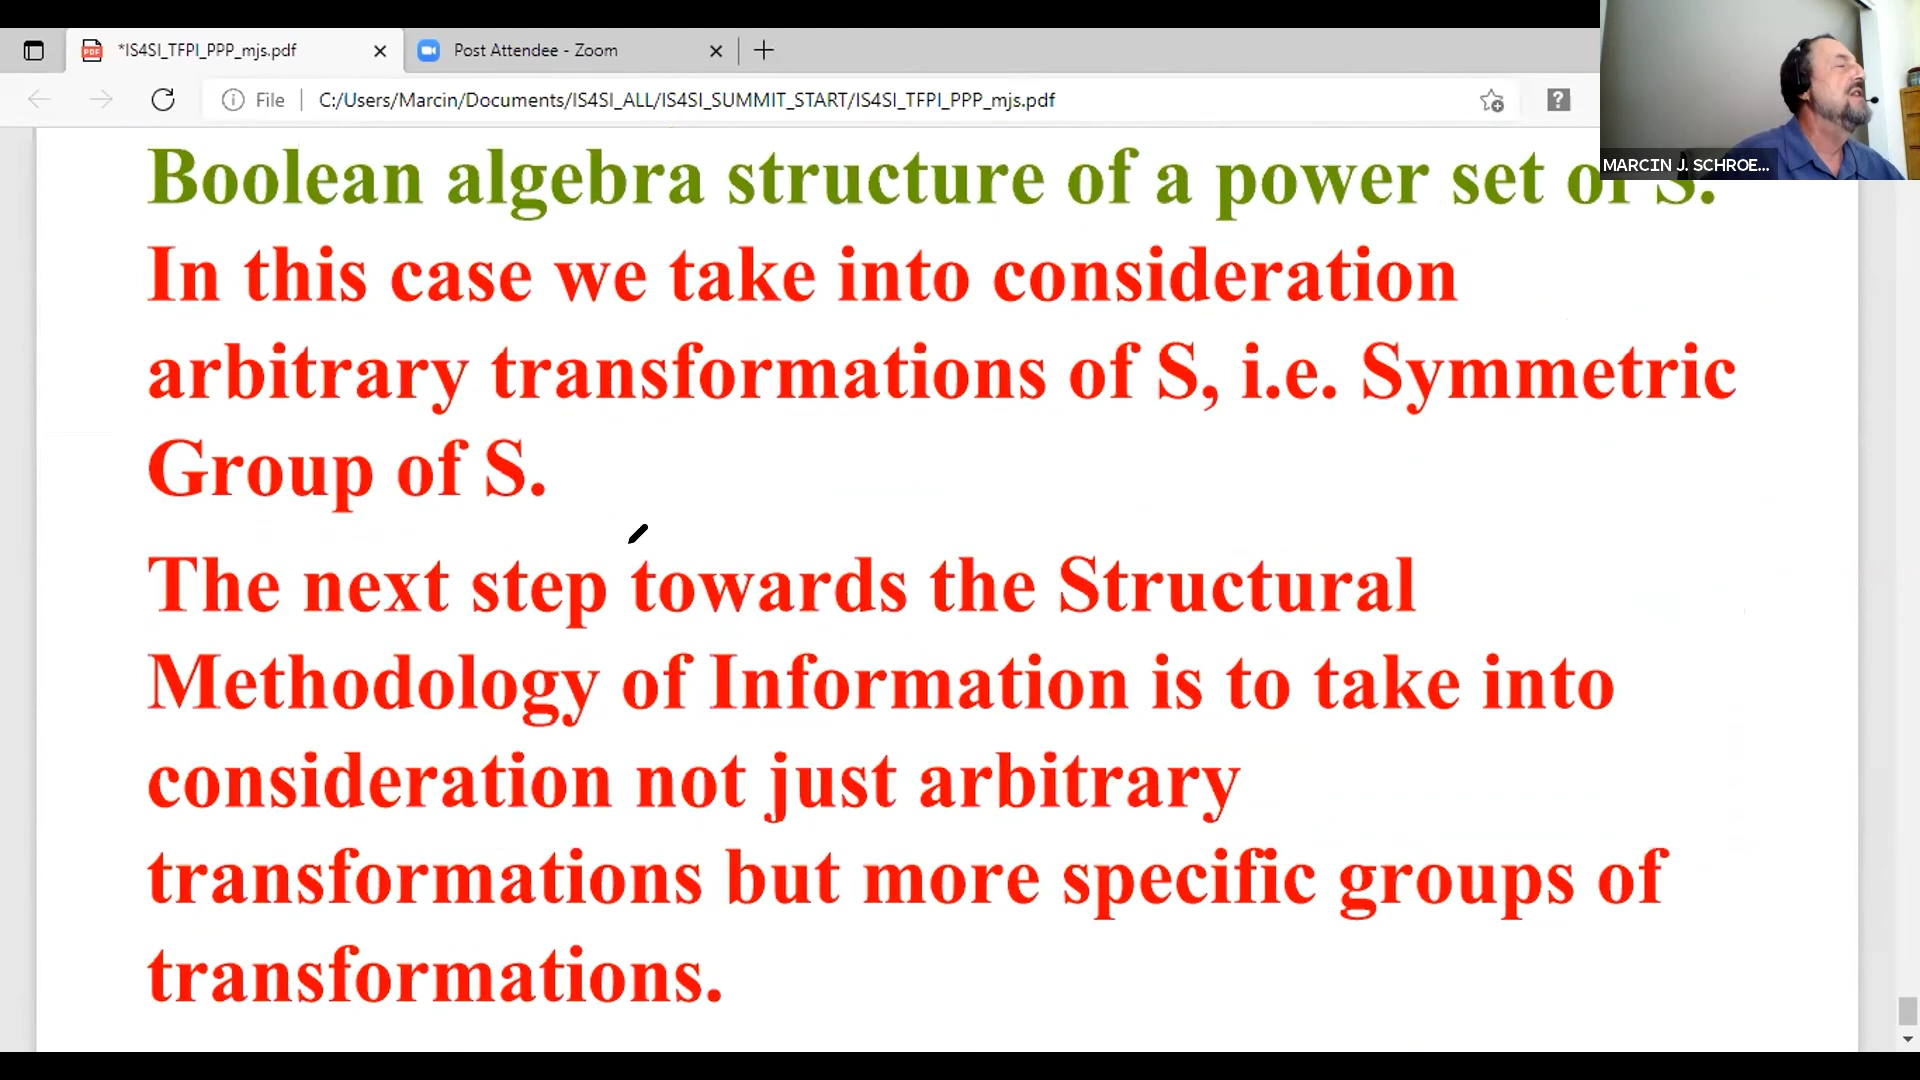 *IS4SI_TFPI_PPP_mjs.pdf
Post Attendee - Zoom
File
C:/Users/Marcin/Documents/IS4SI_ALL/IS4SI_SUMMIT_START/IS4SI_TFPI_PPP_mjs.pdf
MARCIN J. SCHROE...
Boolean algebra structure of a power set of S.
In this case we take into consideration
arbitrary transformations of S, i.e. Symmetric
Group of S.
The next step towards the Structural
Methodology of Information is to take into
consideration not just arbitrary
transformations but more specific groups of
transformations.